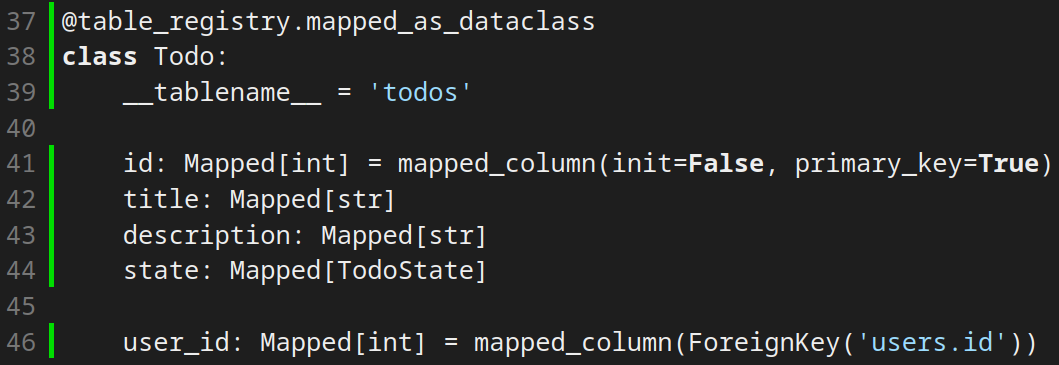 37 @table_registry.mapped_as_dataclass
38 class Todo:
39     __tablename__ = 'todos'
40
41     id: Mapped[int] = mapped_column(init=False, primary_key=True)
42     title: Mapped[str]
43     description: Mapped[str]
44     state: Mapped[TodoState]
45
46     user_id: Mapped[int] = mapped_column(ForeignKey('users.id'))